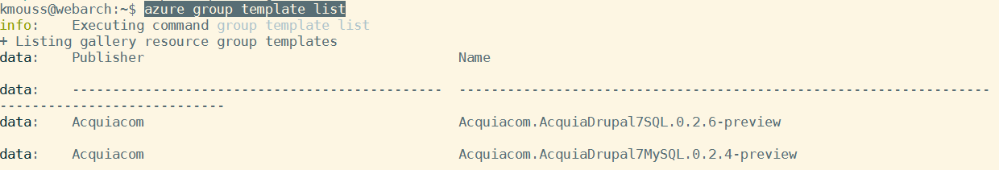 kmouss@webarch:~$ azure group template list
info:    Executing command group template list
+ Listing gallery resource group templates
data:    Publisher                                       Name
data:    ----------------------------------------------  ------------------------------------------------------------------
----------------------------
data:    Acquiacom                                       Acquiacom.AcquiaDrupal7SQL.0.2.6-preview
data:    Acquiacom                                       Acquiacom.AcquiaDrupal7MySQL.0.2.4-preview